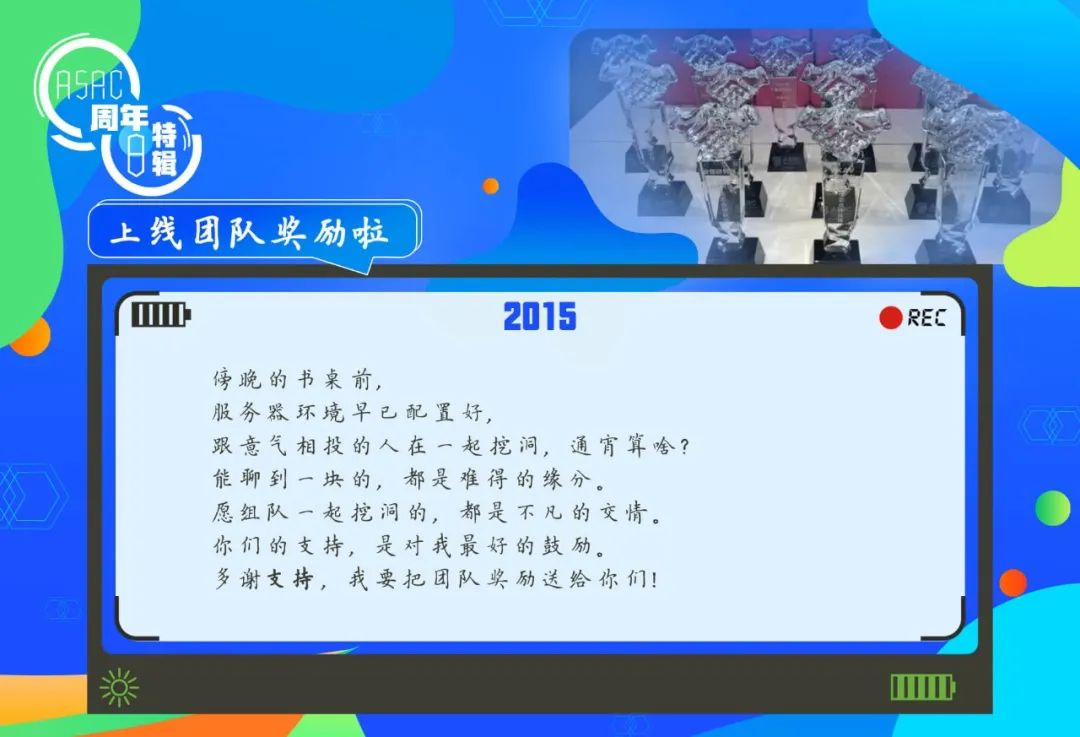 ASAC
周年
8
特辑
上线团队奖励啦
2015
REC
傍晚的书桌前,
服务器环境早已配置好,
跟意气相投的人在一起挖洞, 通宵算啥?
能聊到一块的, 都是难得的缘分。
愿组队一起挖洞的, 都是不凡的交情。
你们的支持, 是对我最好的鼓励。
多谢支持, 我要把团队奖励送给你们!